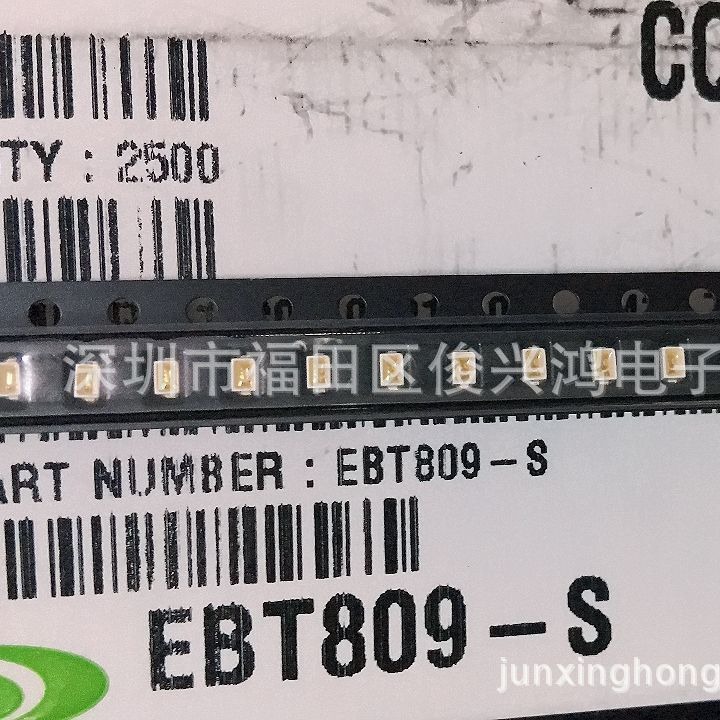 CO
TY : 2500
深圳市福田区俊兴鸿电子
ART NUMBER : EBT809-S
EBT809-S
junxinghong